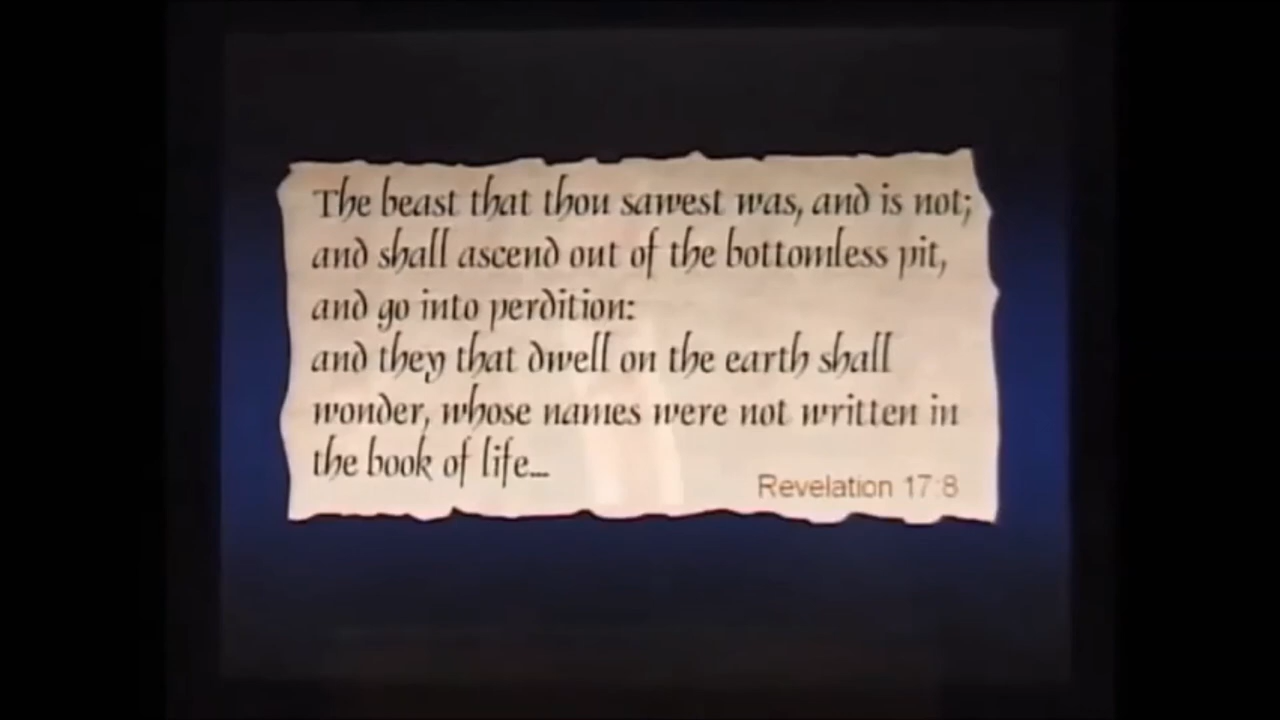 The beast that thou sawest was, and is not;
and shall ascend out of the bottomless pit,
and go into perdition:
and they that dwell on the earth shall
wonder, whose names were not written in
the book of life...
Revelation 17:8